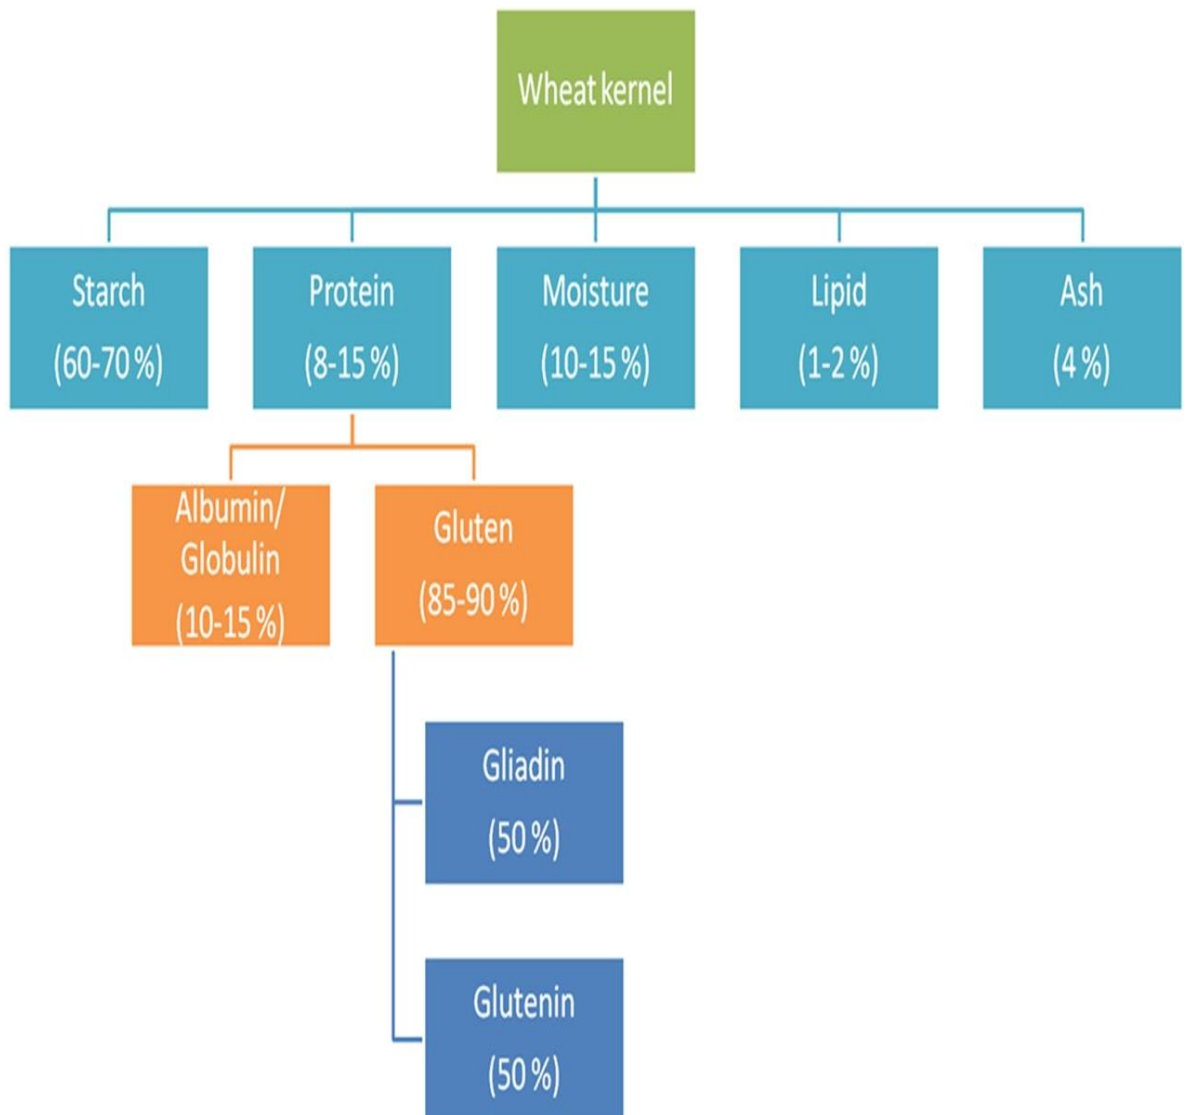 Wheat kernel
Starch
(60-70 %)
Protein
(8-15 %)
Moisture
(10-15 %)
Lipid
(1-2 %)
Ash
(4 %)
Albumin/
Globulin
(10-15 %)
Gluten
(85-90 %)
Gliadin
(50 %)
Glutenin
(50 %)